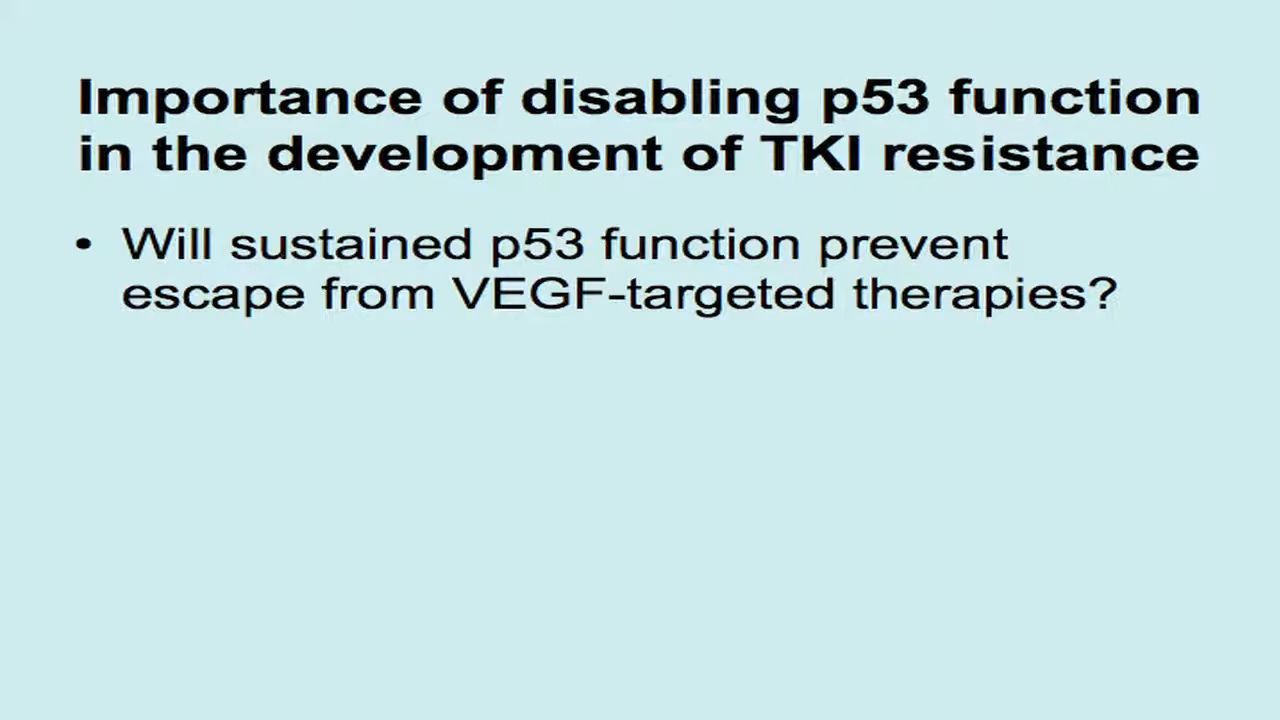 Importance of disabling p53 function
in the development of TKI resistance
• Will sustained p53 function prevent
escape from VEGF-targeted therapies?